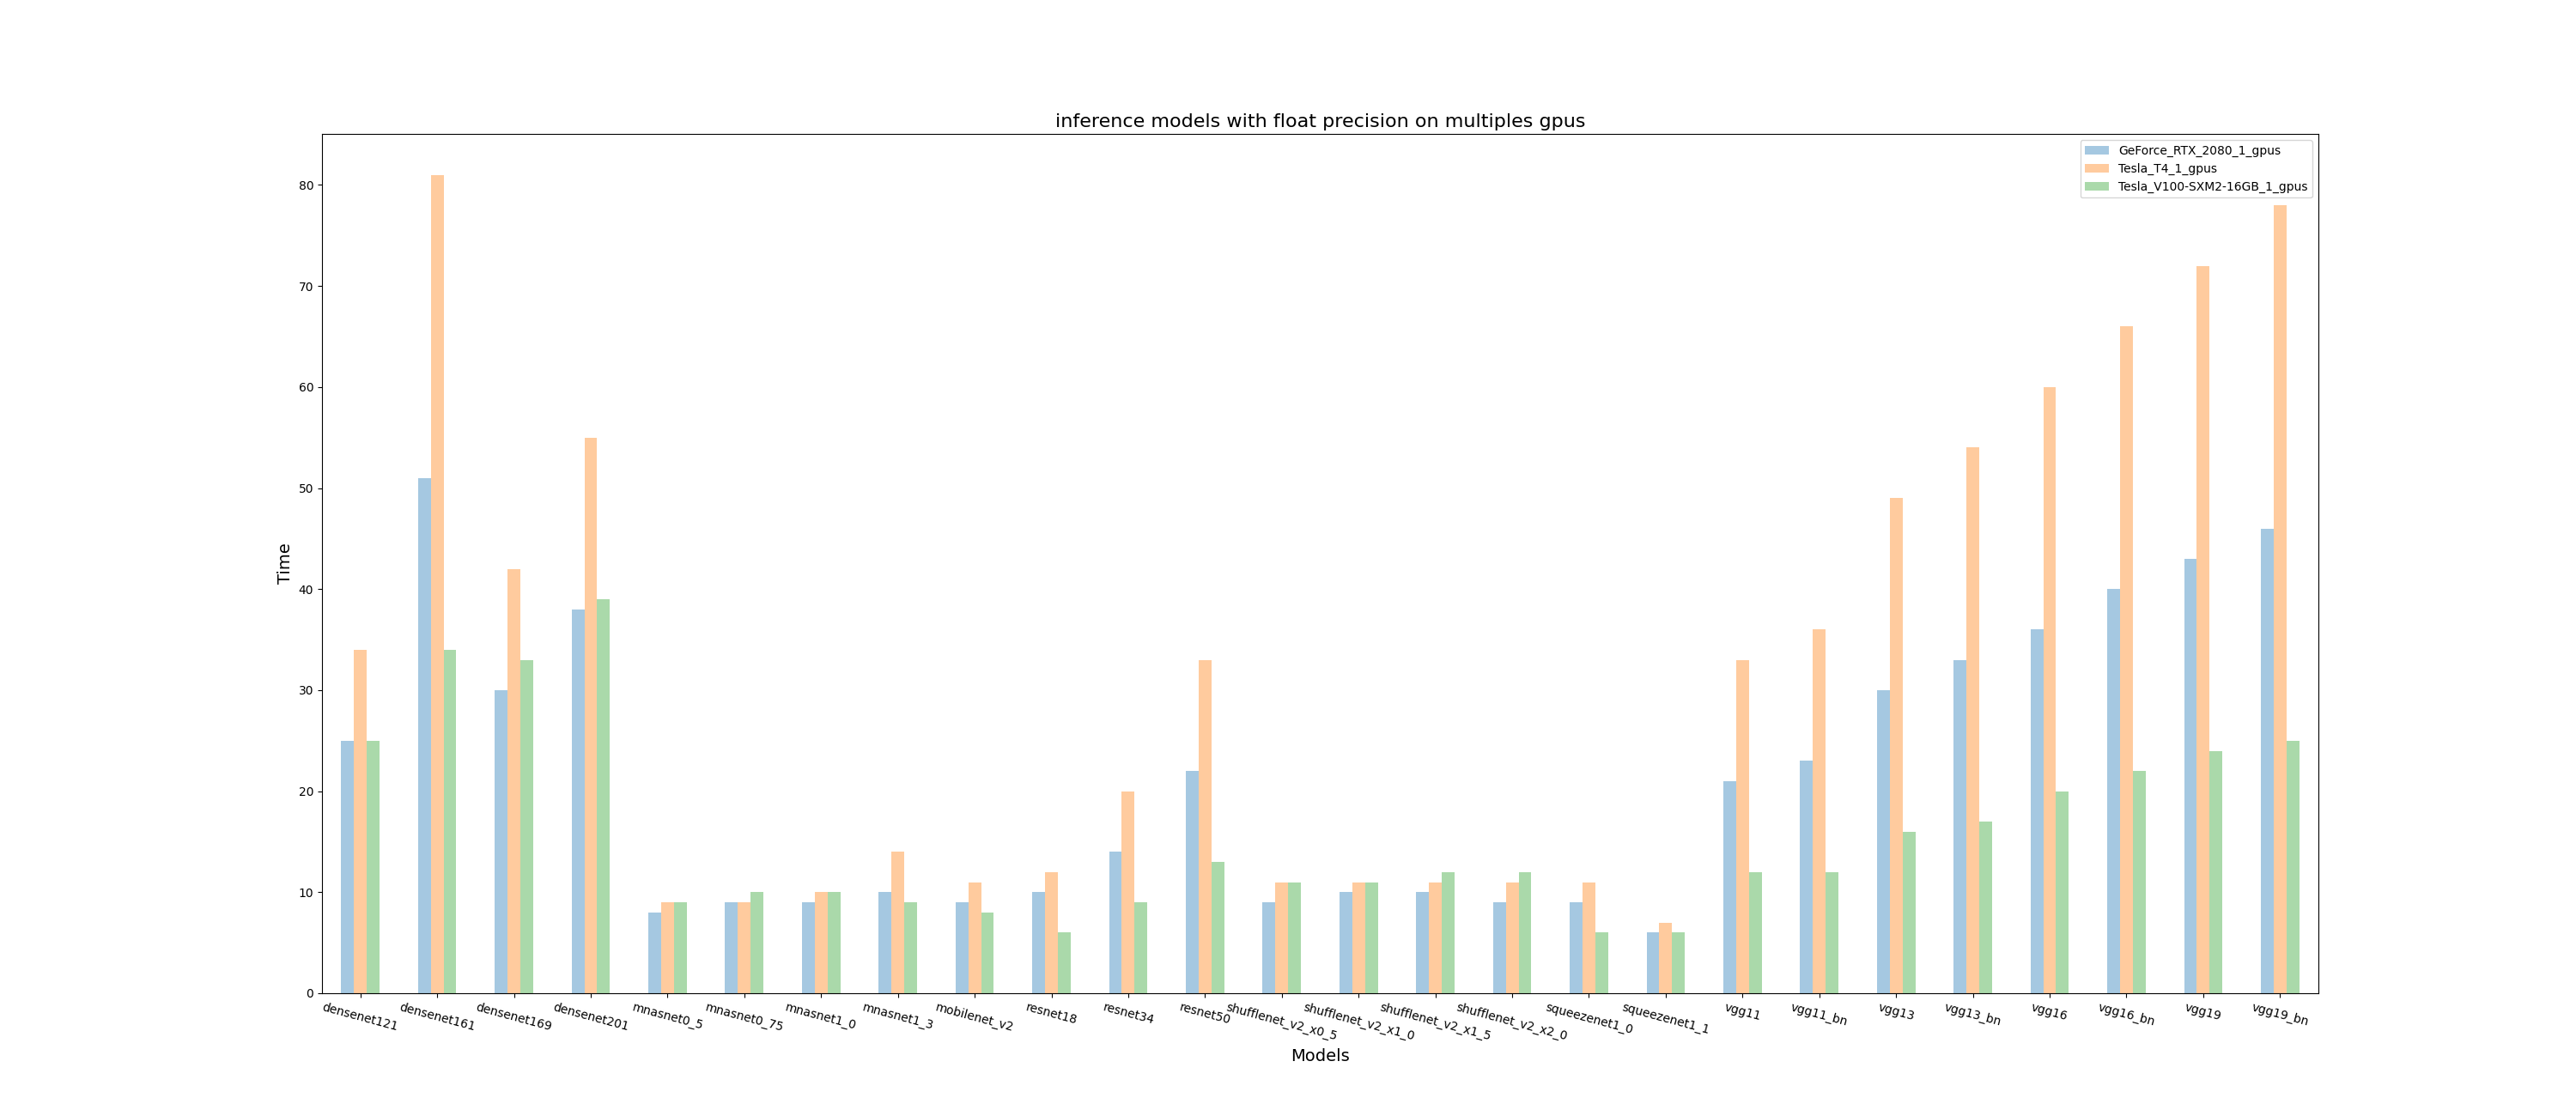 inference models with float precision on multiples gpus
GeForce_RTX_2080_1_gpus
Tesla_T4_1_gpus
Tesla_V100-SXM2-16GB_1_gpus
80
70
60
50
40
30
20
10
0
Time
densenet121
densenet161
densenet169
densenet201
mnasnet0_5
mnasnet0_75
mnasnet1_0
mnasnet1_3
mobilenet_v2
resnet18
resnet34
resnet50
shufflenet_v2_x0_5
shufflenet_v2_x1_0
shufflenet_v2_x1_5
shufflenet_v2_x2_0
squeezenet1_0
squeezenet1_1
vgg11
vgg11_bn
vgg13
vgg13_bn
vgg16
vgg16_bn
vgg19
vgg19_bn
Models